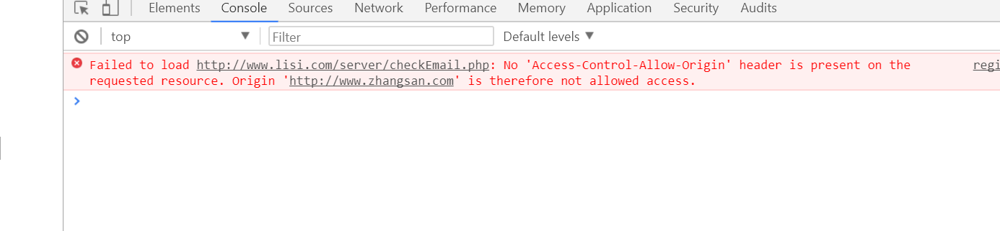 Elements Console Sources Network Performance Memory Application Security Audits
top Filter Default levels
Failed to load http://www.lisi.com/server/checkEmail.php: No 'Access-Control-Allow-Origin' header is present on the regi
requested resource. Origin 'http://www.zhangsan.com' is therefore not allowed access.